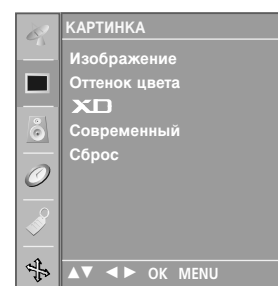 КАРТИНКА
Изображение
Оттенок цвета
XD
Современный
Сброс
▲▼ ◄► OK MENU